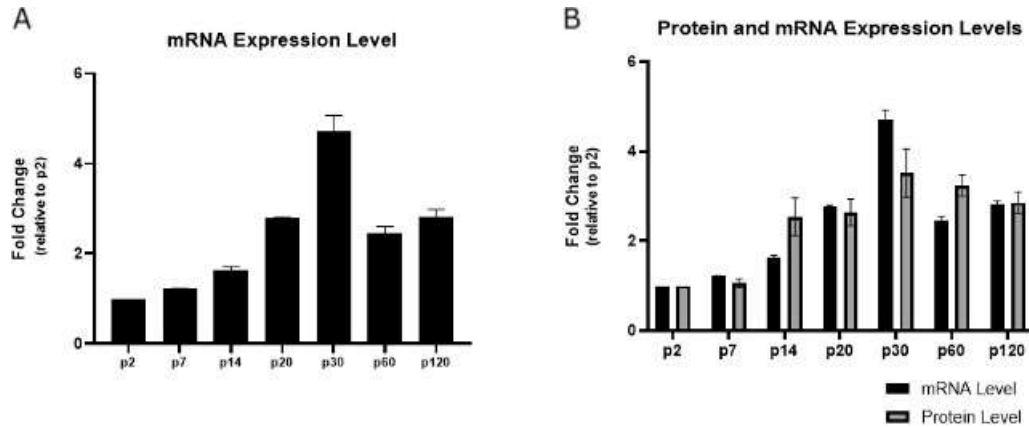 A
mRNA Expression Level
Fold Change
(relative to p2)
6
4
2
0
p2 p7 p14 p20 p30 p60 p120
B
Protein and mRNA Expression Levels
Fold Change
(relative to p2)
6
4
2
0
p2 p7 p14 p20 p30 p60 p120
mRNA Level
Protein Level